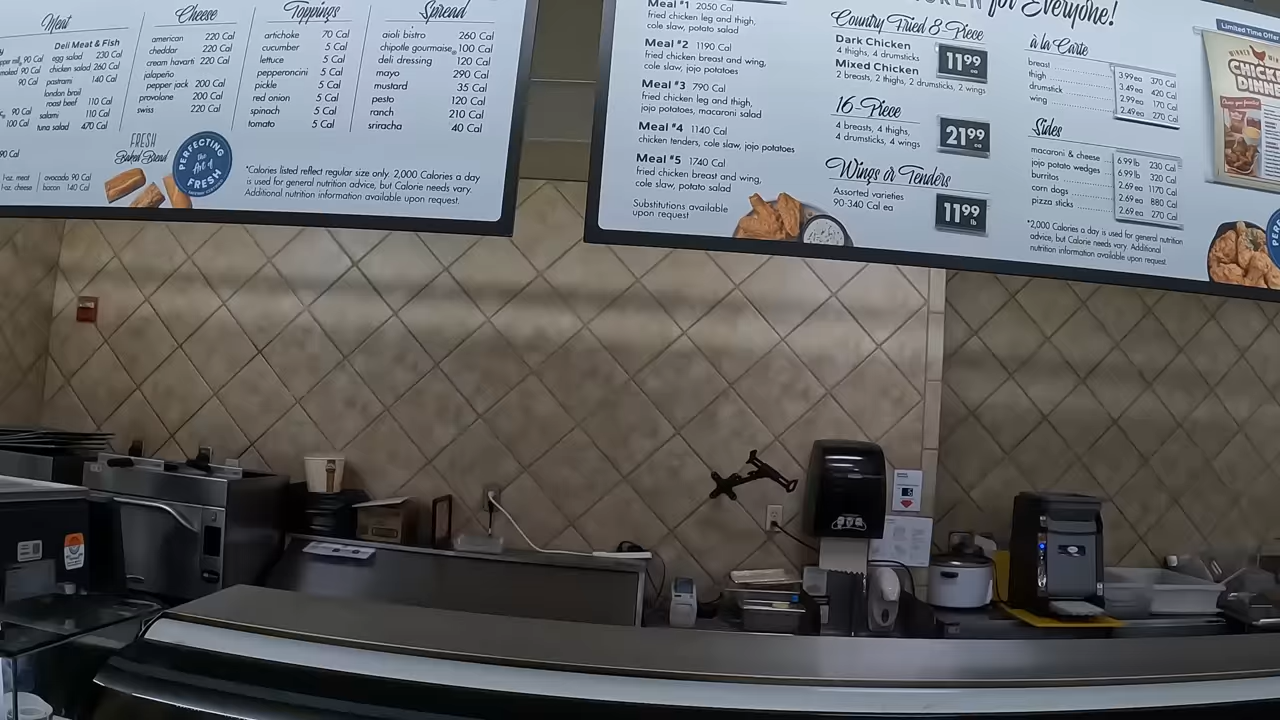 Meat
Deli Meat & Fish
egg salad 230 Cal
chicken salad 260 Cal
pastrami 140 Cal
london broil
roast beef 110 Cal
salami 110 Cal
tuna salad 470 Cal
90 Cal
90 Cal
90 Cal
90 Cal
100 Cal
90 Cal
Cheese
american 220 Cal
cheddar 220 Cal
cream havarti 220 Cal
jalapeño
pepper jack 200 Cal
provolone 200 Cal
swiss 220 Cal
Toppings
artichoke 70 Cal
cucumber 5 Cal
lettuce 5 Cal
pepperoncini 5 Cal
pickle 5 Cal
red onion 5 Cal
spinach 5 Cal
tomato 5 Cal
Spread
aioli bistro 260 Cal
chipotle gourmaise 100 Cal
deli dressing 120 Cal
mayo 290 Cal
mustard 35 Cal
pesto 120 Cal
ranch 210 Cal
sriracha 40 Cal
FRESH
Baked Bread
PERFECTING
the Art of
FRESH
avocado 90 Cal
bacon 140 Cal
*Calories listed reflect regular size only. 2,000 Calories a day
is used for general nutrition advice, but Calorie needs vary.
Additional nutrition information available upon request.
for Everyone!
Meal #1 2050 Cal
fried chicken leg and thigh,
cole slaw, jojo potatoes
Meal #2 1190 Cal
fried chicken breast and wing,
cole slaw, jojo potatoes
Meal #3 790 Cal
fried chicken leg and thigh,
jojo potatoes, macaroni salad
Meal #4 1140 Cal
chicken tenders, cole slaw, jojo potatoes
Meal #5 1740 Cal
fried chicken breast and wing,
cole slaw, potato salad
Substitutions available
upon request
Country Fried 8-Piece
Dark Chicken
4 thighs, 4 drumsticks
Mixed Chicken
2 breasts, 2 thighs, 2 drumsticks, 2 wings
11.99 ea
16-Piece
4 breasts, 4 thighs,
4 drumsticks, 4 wings
21.99 ea
Wings or Tenders
Assorted varieties
90-340 Cal ea
11.99 lb
à la Carte
breast 3.99 ea 370 Cal
thigh 3.49 ea 420 Cal
drumstick 2.99 ea 170 Cal
wing 2.49 ea 270 Cal
Sides
macaroni & cheese 6.99 lb 230 Cal
jojo potato wedges 6.99 lb 320 Cal
burritos 2.69 ea 1170 Cal
corn dogs 2.69 ea 880 Cal
pizza sticks 2.69 ea 270 Cal
*2,000 Calories a day is used for general nutrition
advice, but Calorie needs vary. Additional
nutrition information available upon request.
Limited Time Offer
WINNER